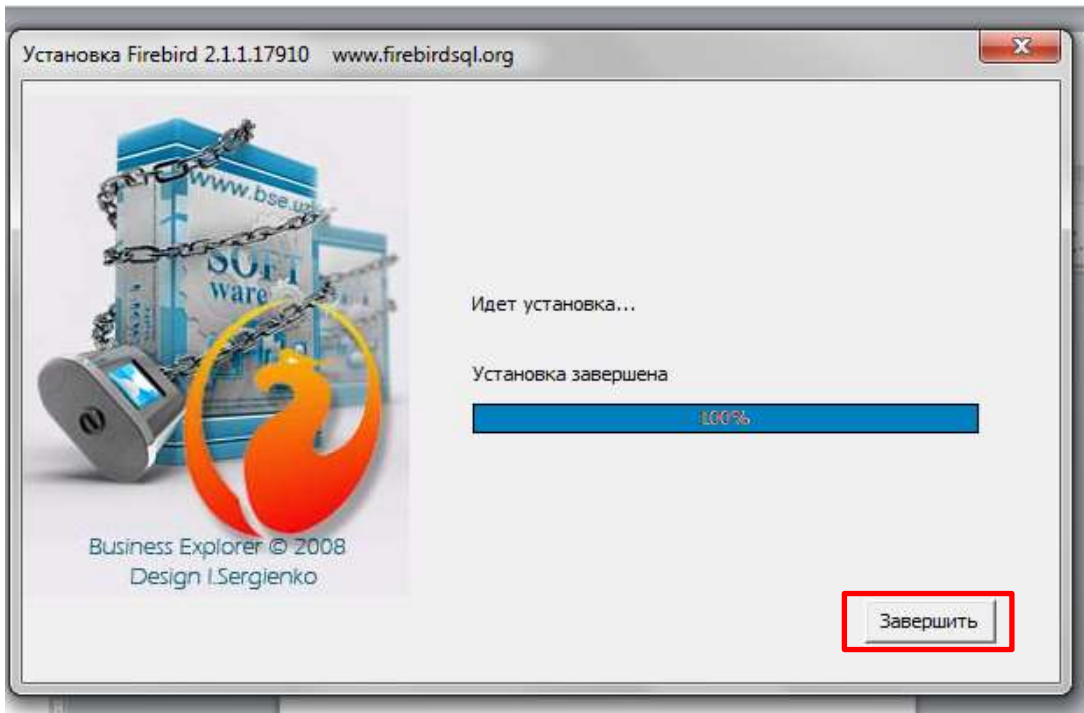 Установка Firebird 2.1.1.17910 www.firebirdsql.org
www.bse.uz
SOFT
ware
Идет установка...
Установка завершена
100%
Business Explorer © 2008
Design I.Sergienko
Завершить